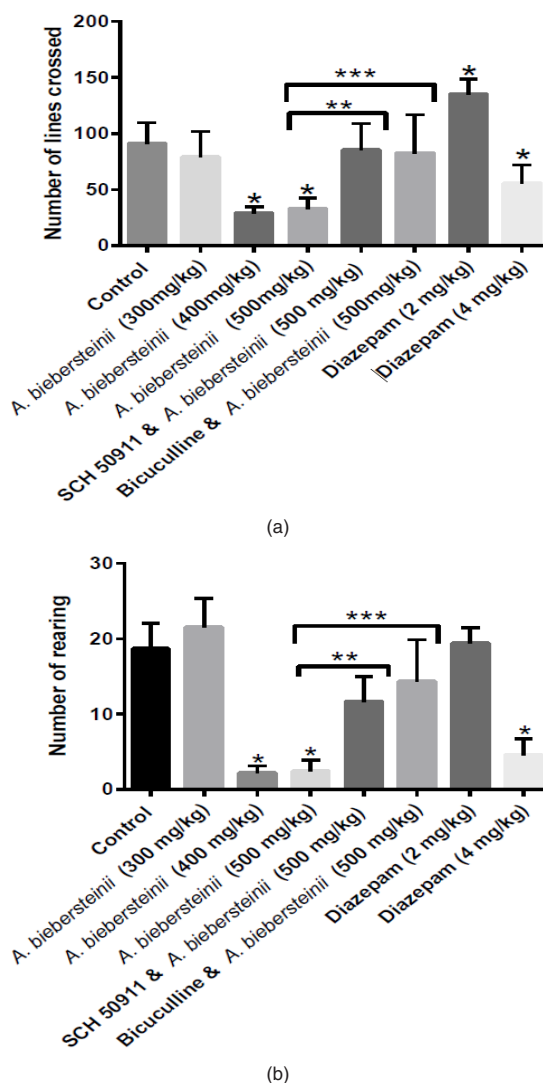 Number of lines crossed
200
150
100
50
0
*
*
**
***
*
*
Control
A. biebersteinii (300mg/kg)
A. biebersteinii (400mg/kg)
A. biebersteinii (500mg/kg)
SCH 50911 & A. biebersteinii (500 mg/kg)
Bicuculline & A. biebersteinii (500mg/kg)
Diazepam (2 mg/kg)
Diazepam (4 mg/kg)
(a)
Number of rearing
30
20
10
0
*
*
**
***
*
Control
A. biebersteinii (300 mg/kg)
A. biebersteinii (400 mg/kg)
A. biebersteinii (500 mg/kg)
SCH 50911 & A. biebersteinii (500 mg/kg)
Bicuculline & A. biebersteinii (500 mg/kg)
Diazepam (2 mg/kg)
Diazepam (4 mg/kg)
(b)